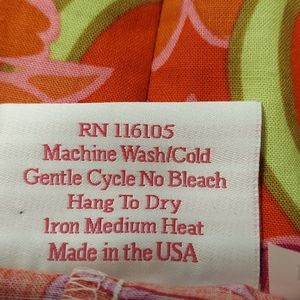 RN 116105
Machine Wash/Cold
Gentle Cycle No Bleach
Hang To Dry
Iron Medium Heat
Made in the USA